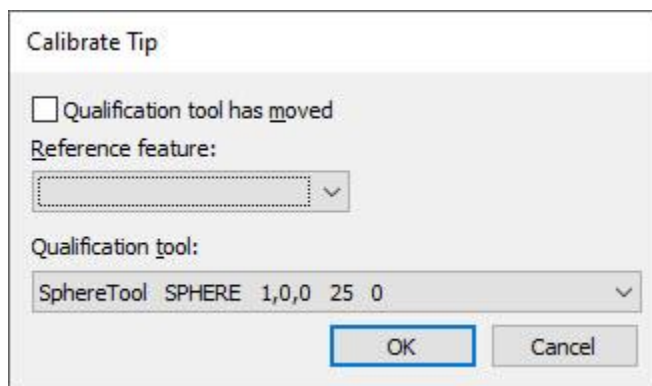 Calibrate Tip
Qualification tool has moved
Reference feature:
Qualification tool:
SphereTool SPHERE 1,0,0 25 0
OK Cancel